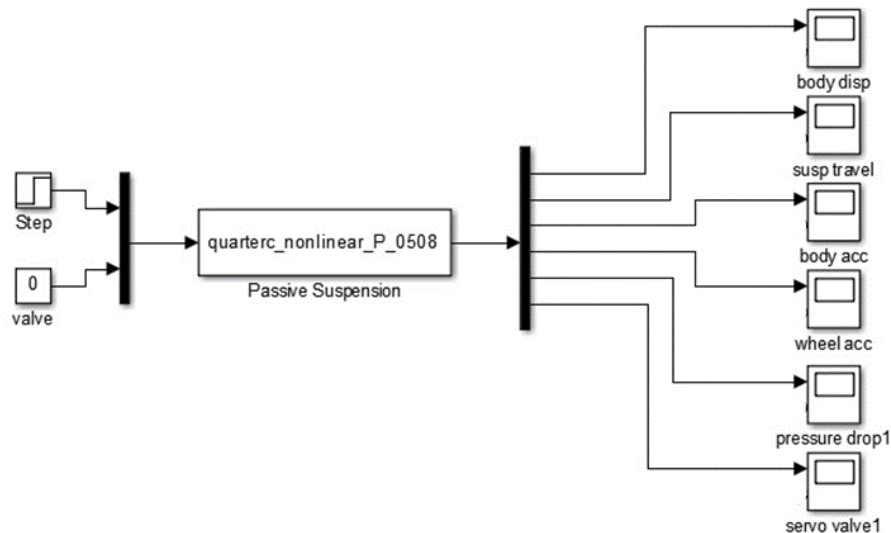 body disp
susp travel
Step
quarterc_nonlinear_P_0508
body acc
0
Passive Suspension
valve
wheel acc
pressure drop1
servo valve1